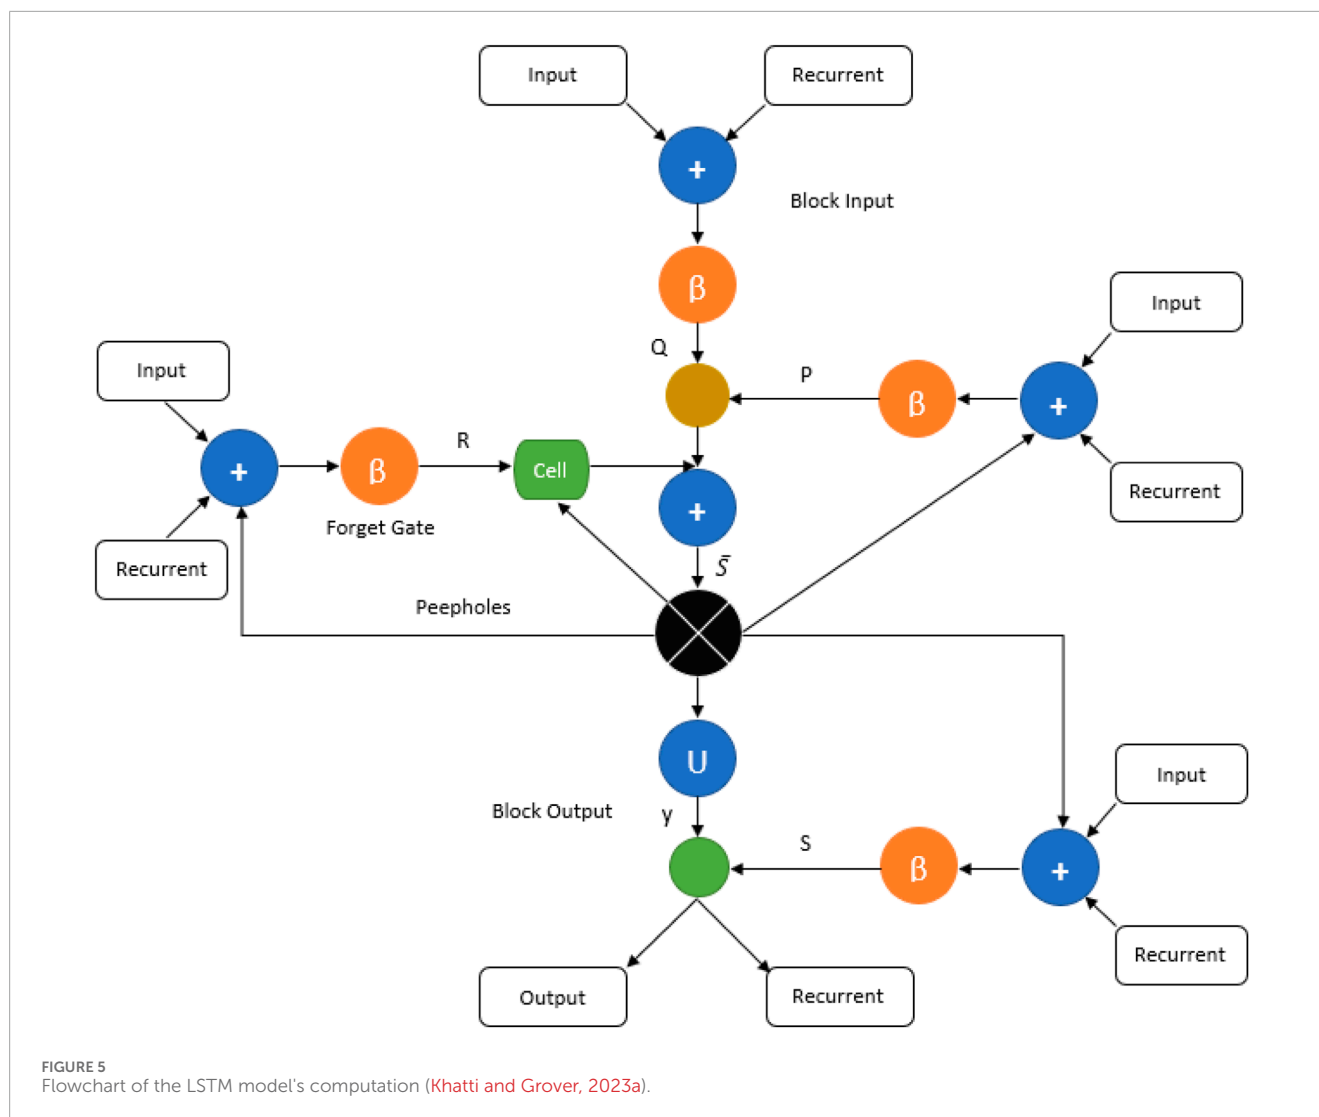 Input
Recurrent
+
Block Input
β
Input
Q
P
β
+
Input
R
Cell
+
β
+
Recurrent
Forget Gate
Recurrent
S̄
Peepholes
U
Input
Block Output
y
S
β
+
Recurrent
Output
Recurrent
FIGURE 5
Flowchart of the LSTM model's computation (Khatti and Grover, 2023a).